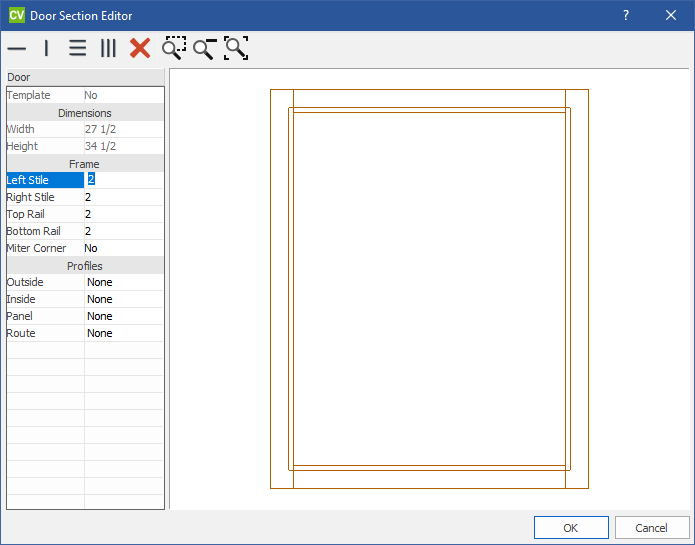 CV Door Section Editor ?
Door
Template No
Dimensions
Width 27 1/2
Height 34 1/2
Frame
Left Stile 2
Right Stile 2
Top Rail 2
Bottom Rail 2
Miter Corner No
Profiles
Outside None
Inside None
Panel None
Route None
OK Cancel